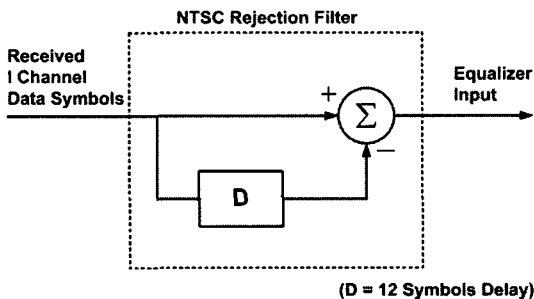 NTSC Rejection Filter
Received
I Channel
Data Symbols
Equalizer
Input
+
Σ
−
D
(D = 12 Symbols Delay)